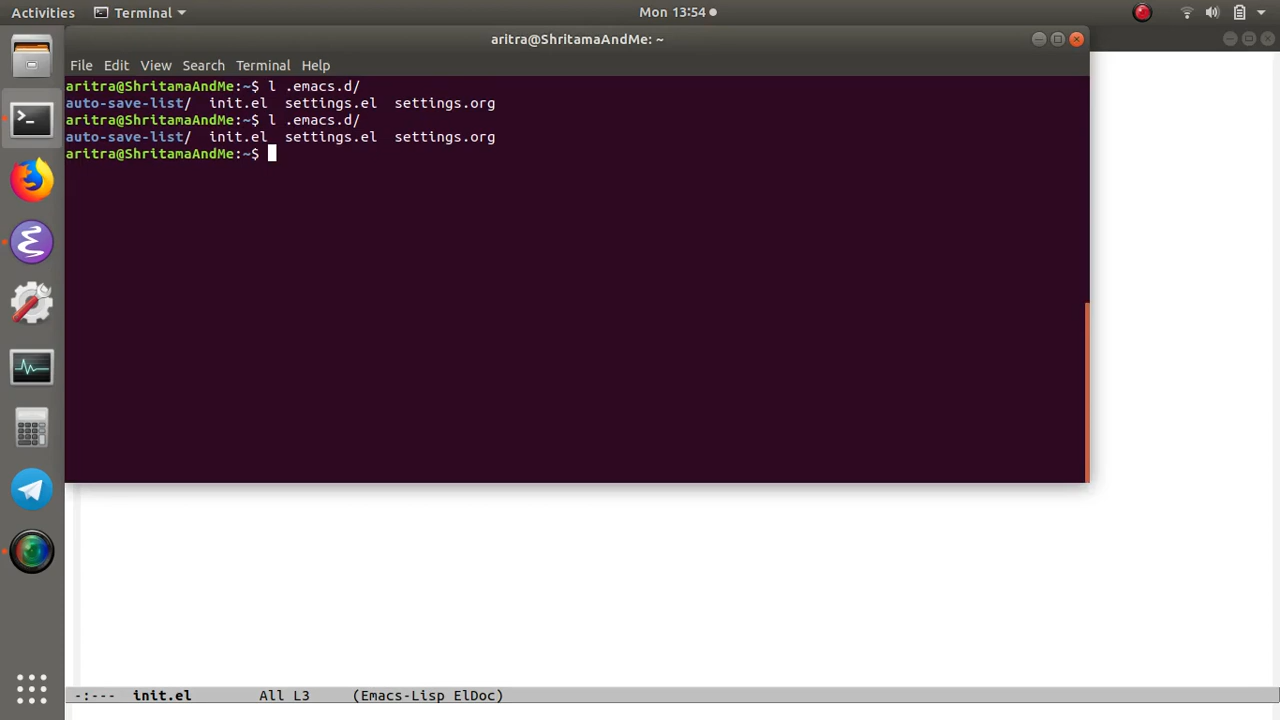 Activities Terminal Mon 13:54
aritra@ShritamaAndMe: ~
File Edit View Search Terminal Help
aritra@ShritamaAndMe:~$ l .emacs.d/
auto-save-list/ init.el settings.el settings.org
aritra@ShritamaAndMe:~$ l .emacs.d/
auto-save-list/ init.el settings.el settings.org
aritra@ShritamaAndMe:~$
-:--- init.el All L3 (Emacs-Lisp ElDoc)